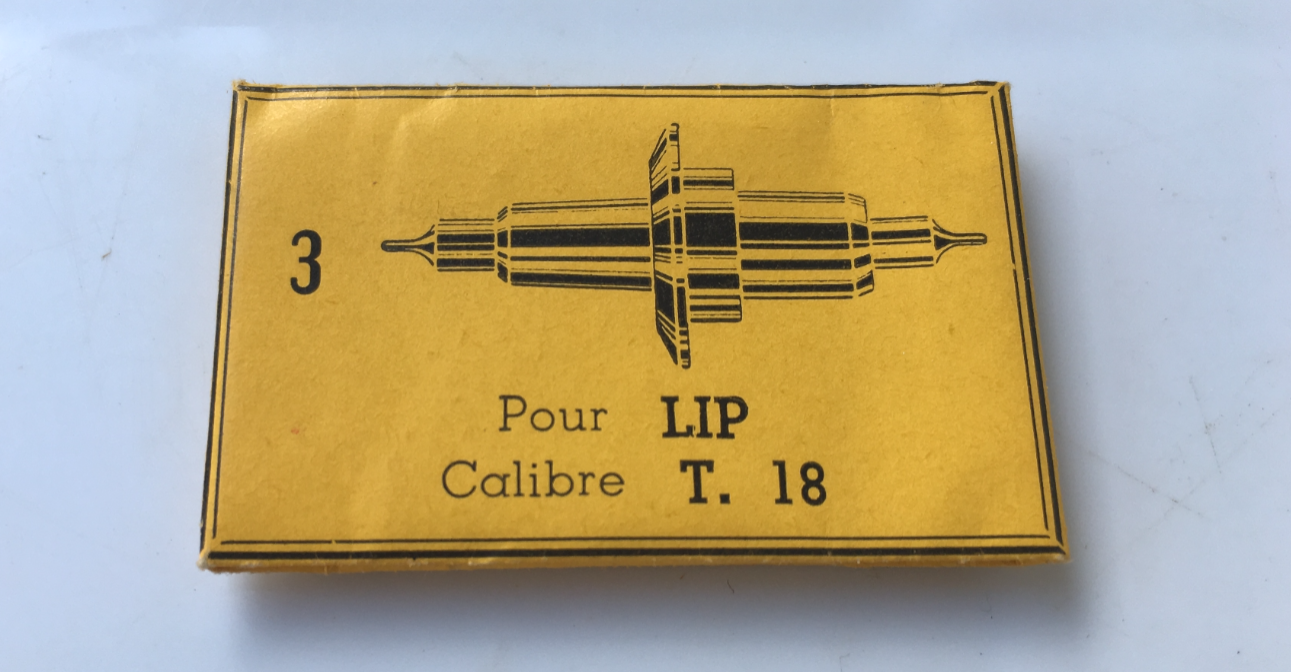 3
Pour LIP
Calibre T. 18